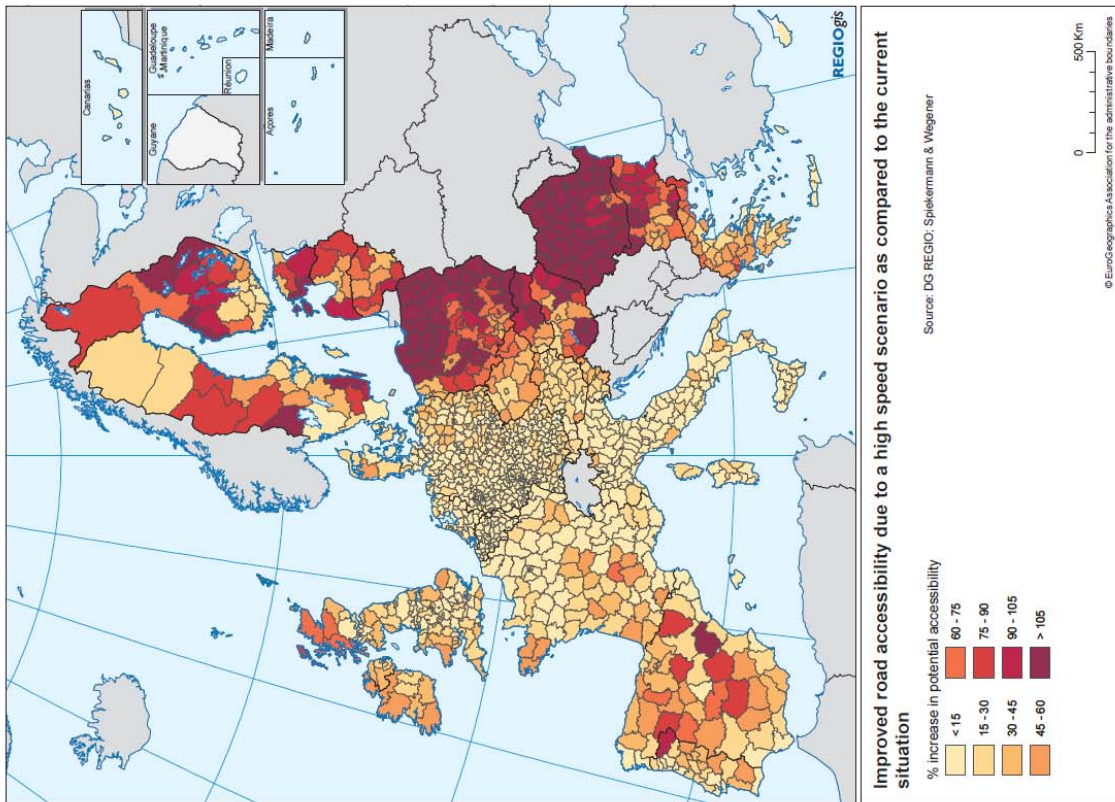 Canarias
Guyane
Guadeloupe
Martinique
Réunion
Açores
Madeira
REGIOgis
Improved road accessibility due to a high speed scenario as compared to the current
situation
% increase in potential accessibility
< 15
15 - 30
30 - 45
45 - 60
60 - 75
75 - 90
90 - 105
> 105
Source: DG REGIO; Spiekermann & Wegener
0 500 Km
© EuroGeographics Association for the administrative boundaries